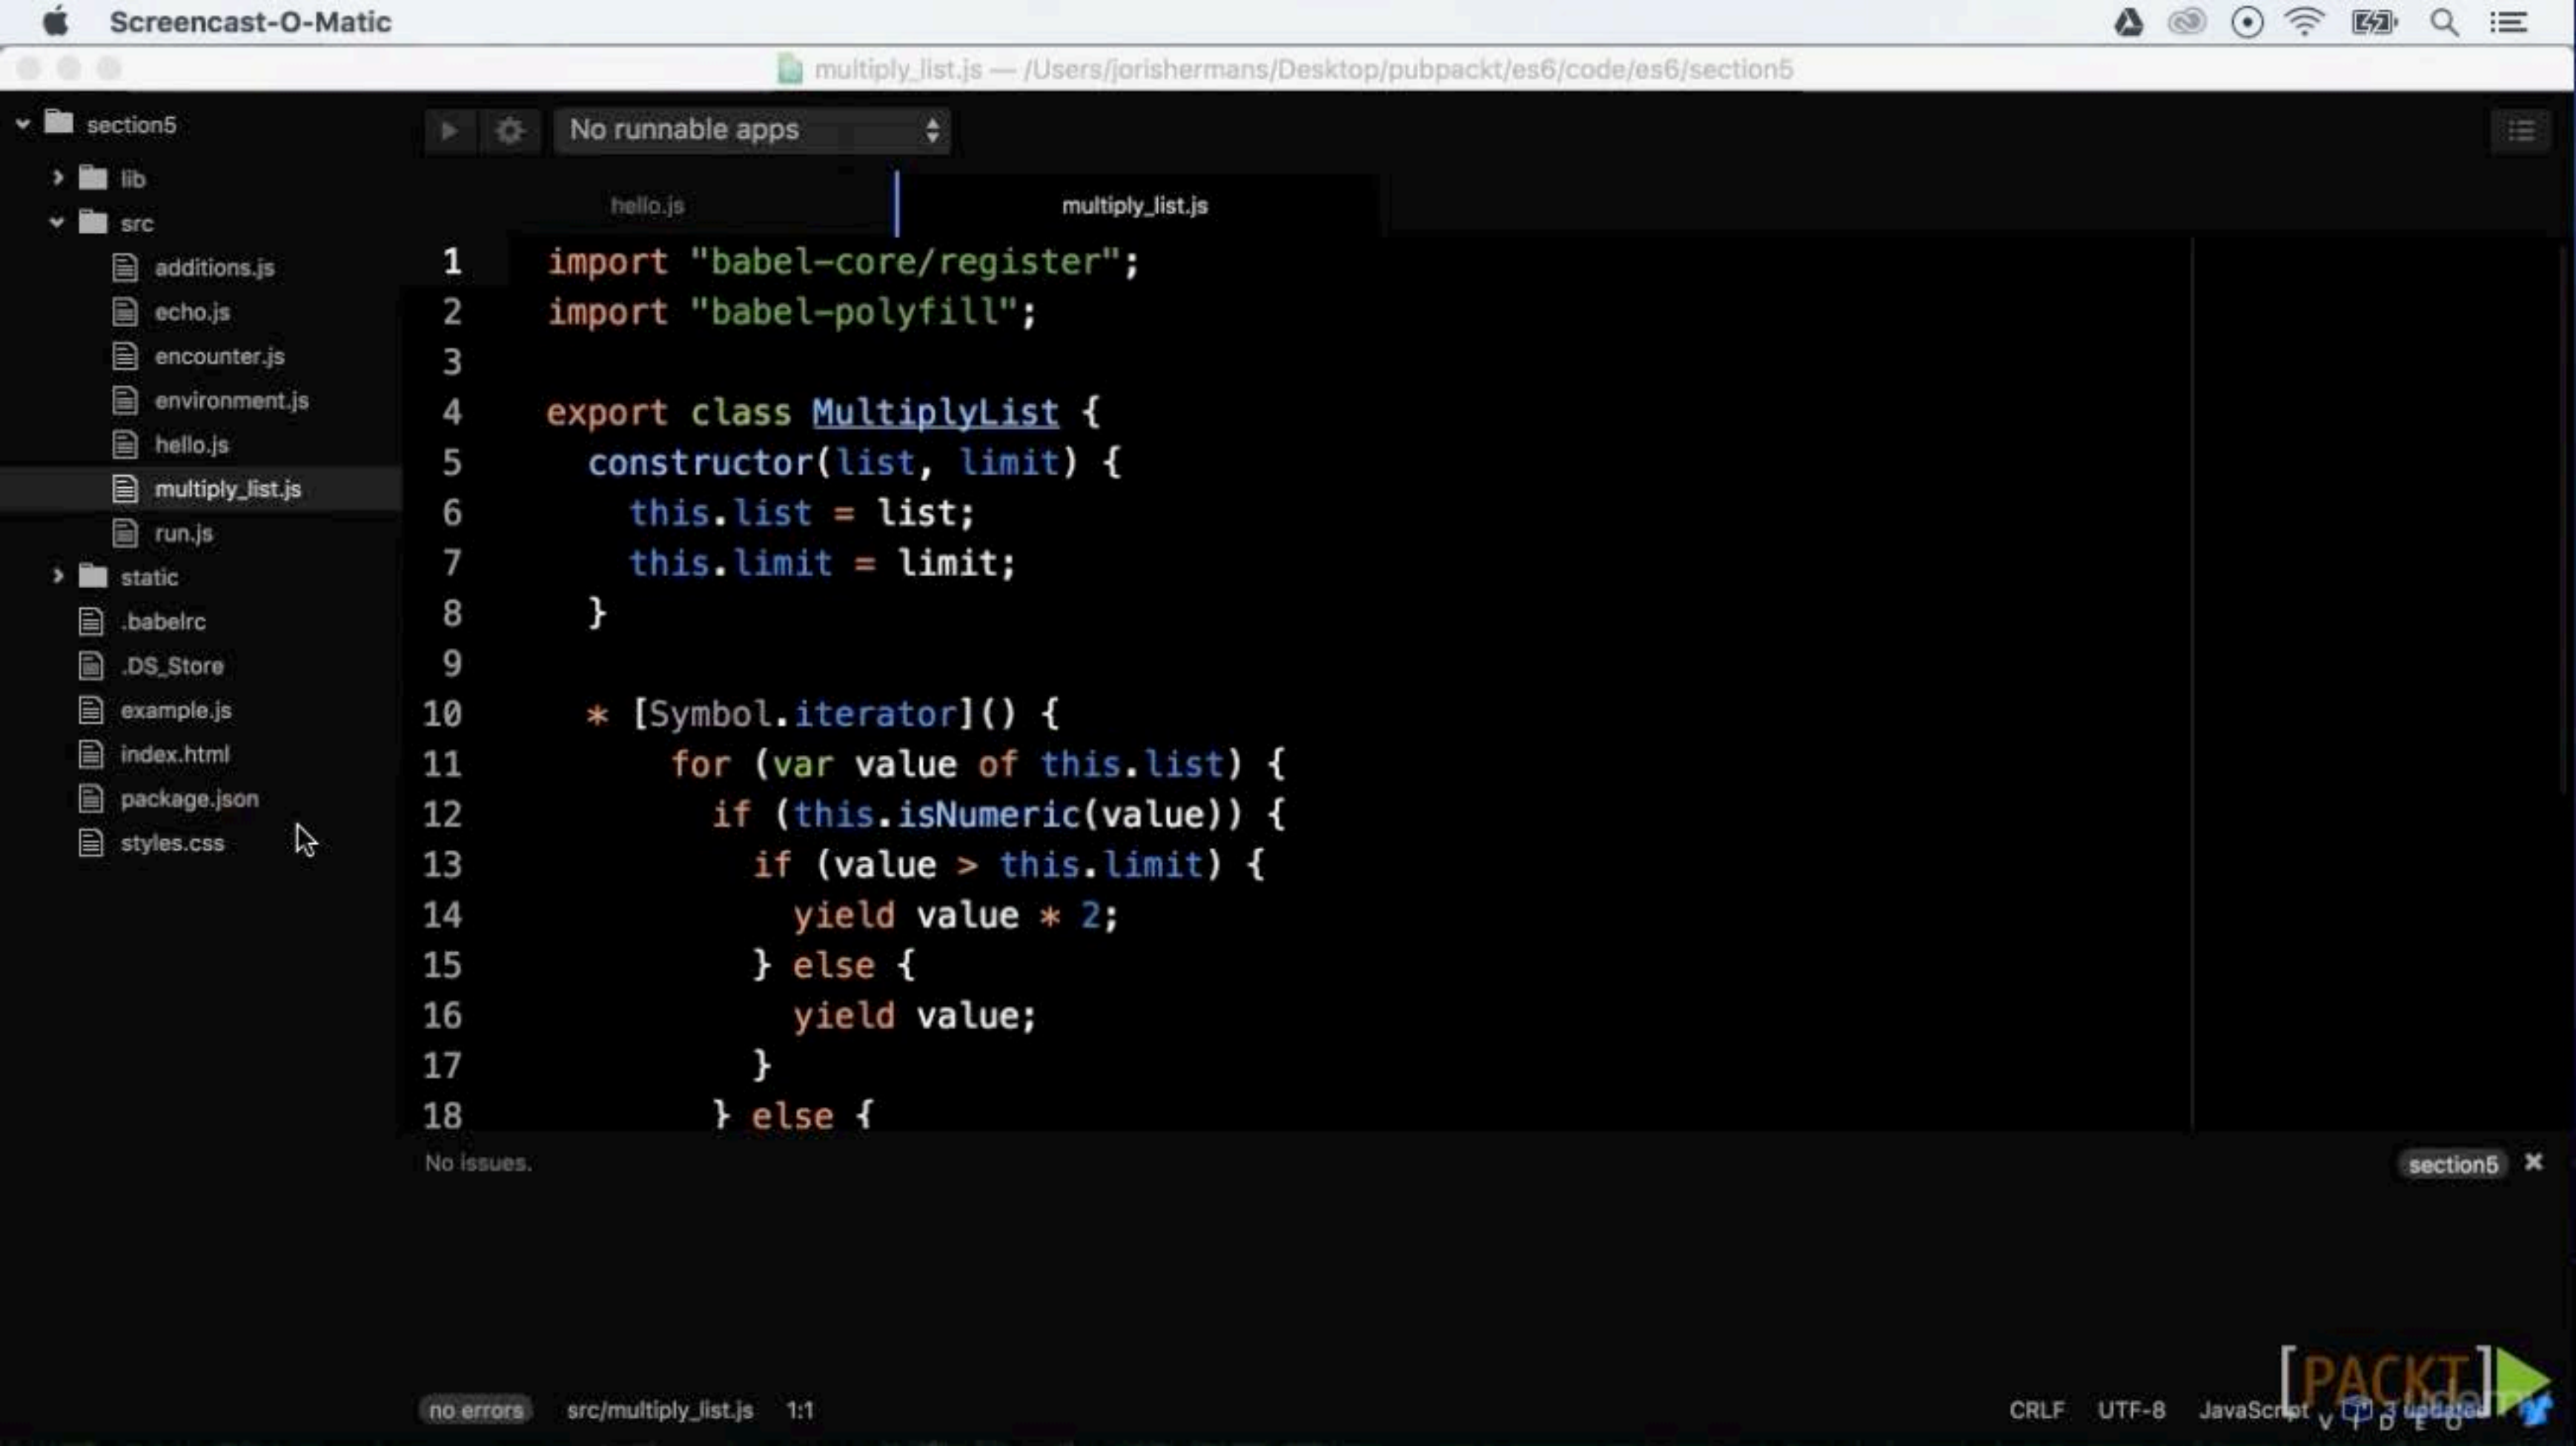 Screencast-O-Matic
multiply_list.js — /Users/jorishermans/Desktop/pubpackt/es6/code/es6/section5
section5
lib
src
additions.js
echo.js
encounter.js
environment.js
hello.js
multiply_list.js
run.js
static
.babelrc
.DS_Store
example.js
index.html
package.json
styles.css
No runnable apps
hello.js
multiply_list.js
1 import "babel-core/register";
2 import "babel-polyfill";
3
4 export class MultiplyList {
5 constructor(list, limit) {
6 this.list = list;
7 this.limit = limit;
8 }
9
10 * [Symbol.iterator]() {
11 for (var value of this.list) {
12 if (this.isNumeric(value)) {
13 if (value > this.limit) {
14 yield value * 2;
15 } else {
16 yield value;
17 }
18 } else {
No issues.
section5
no errors src/multiply_list.js 1:1
CRLF UTF-8 JavaScript 3 updates
[PACKT]
VIDEO